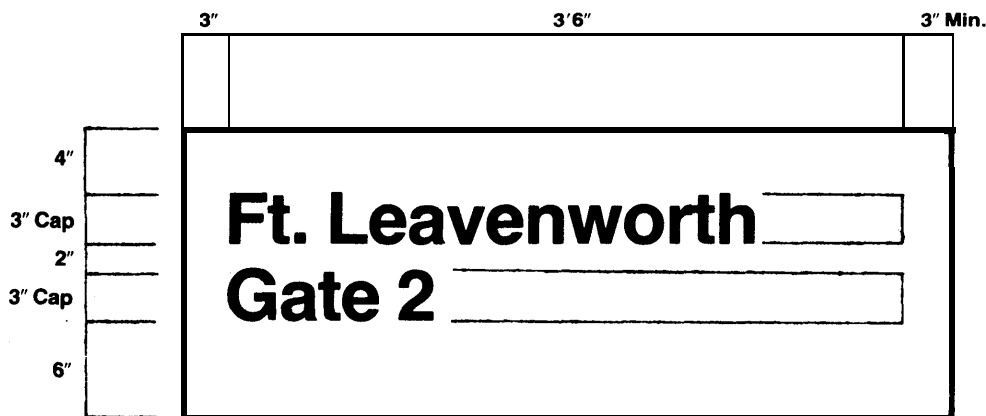 3″ 3′6″ 3″ Min.
4″
3″ Cap
Ft. Leavenworth
2″
3″ Cap
Gate 2
6″